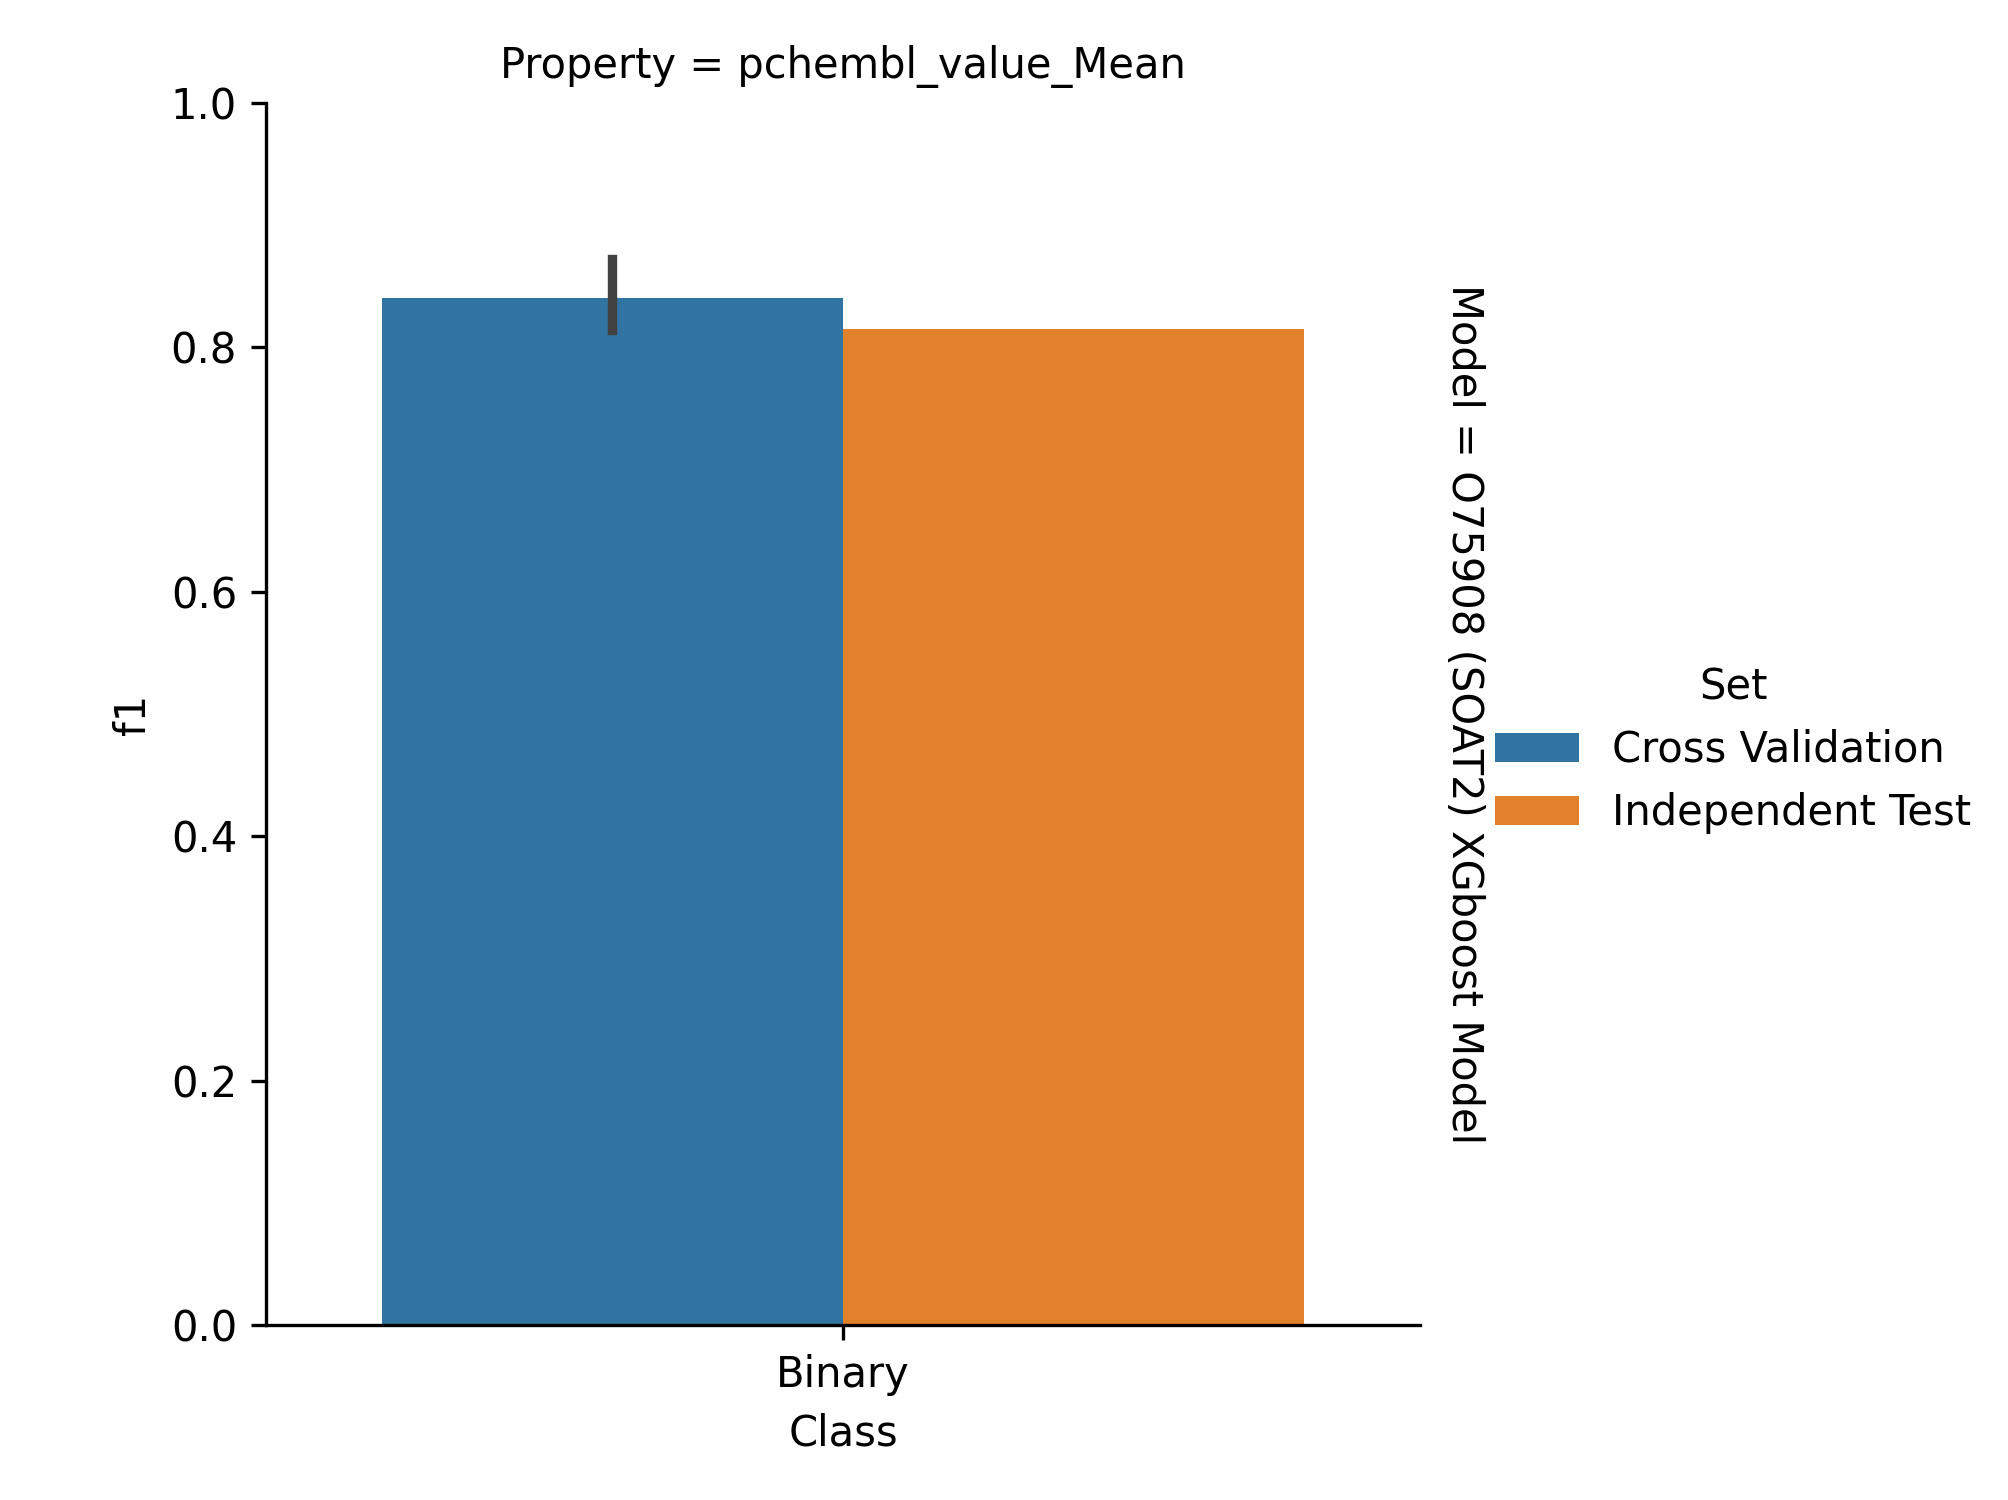 Property = pchembl_value_Mean
1.0
0.8
0.6
0.4
0.2
0.0
f1
Binary
Class
Model = O75908 (SOAT2) XGboost Model
Set
Cross Validation
Independent Test